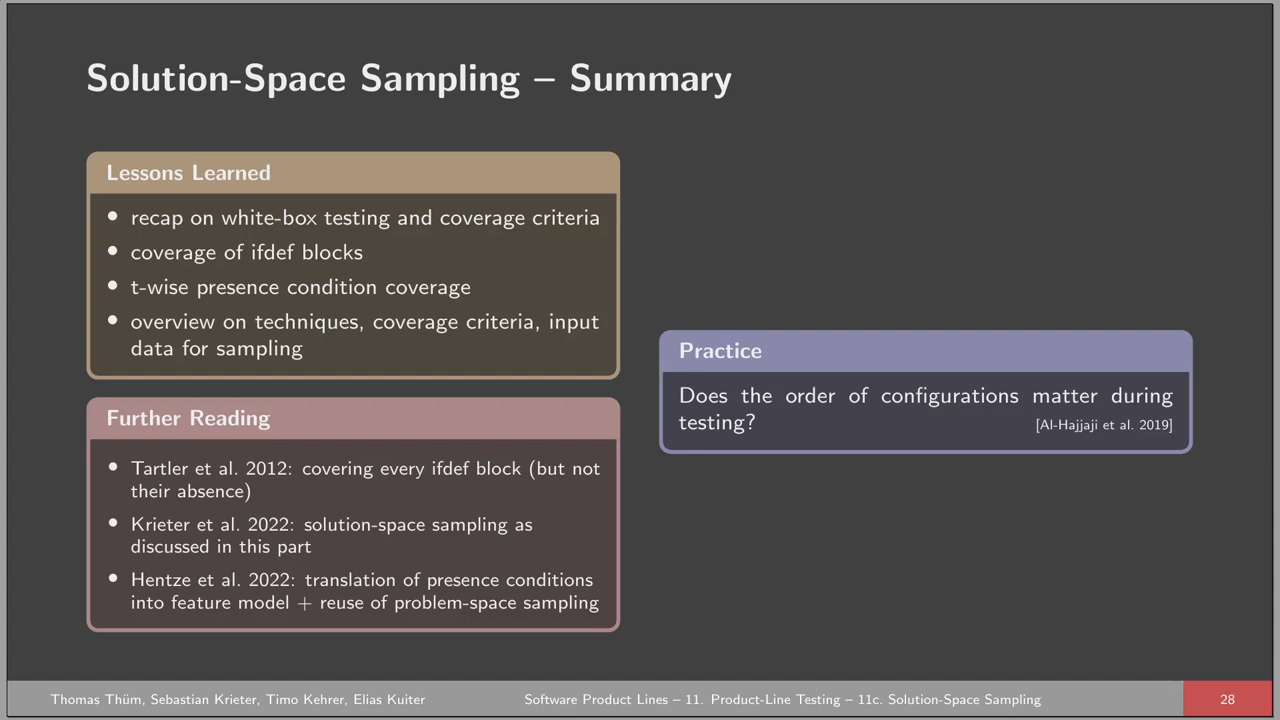 Solution-Space Sampling – Summary
Lessons Learned
• recap on white-box testing and coverage criteria
• coverage of ifdef blocks
• t-wise presence condition coverage
• overview on techniques, coverage criteria, input
data for sampling
Further Reading
• Tartler et al. 2012: covering every ifdef block (but not
their absence)
• Krieter et al. 2022: solution-space sampling as
discussed in this part
• Hentze et al. 2022: translation of presence conditions
into feature model + reuse of problem-space sampling
Practice
Does the order of configurations matter during
testing? [Al-Hajjaji et al. 2019]
Thomas Thüm, Sebastian Krieter, Timo Kehrer, Elias Kuiter Software Product Lines – 11. Product-Line Testing – 11c. Solution-Space Sampling 28